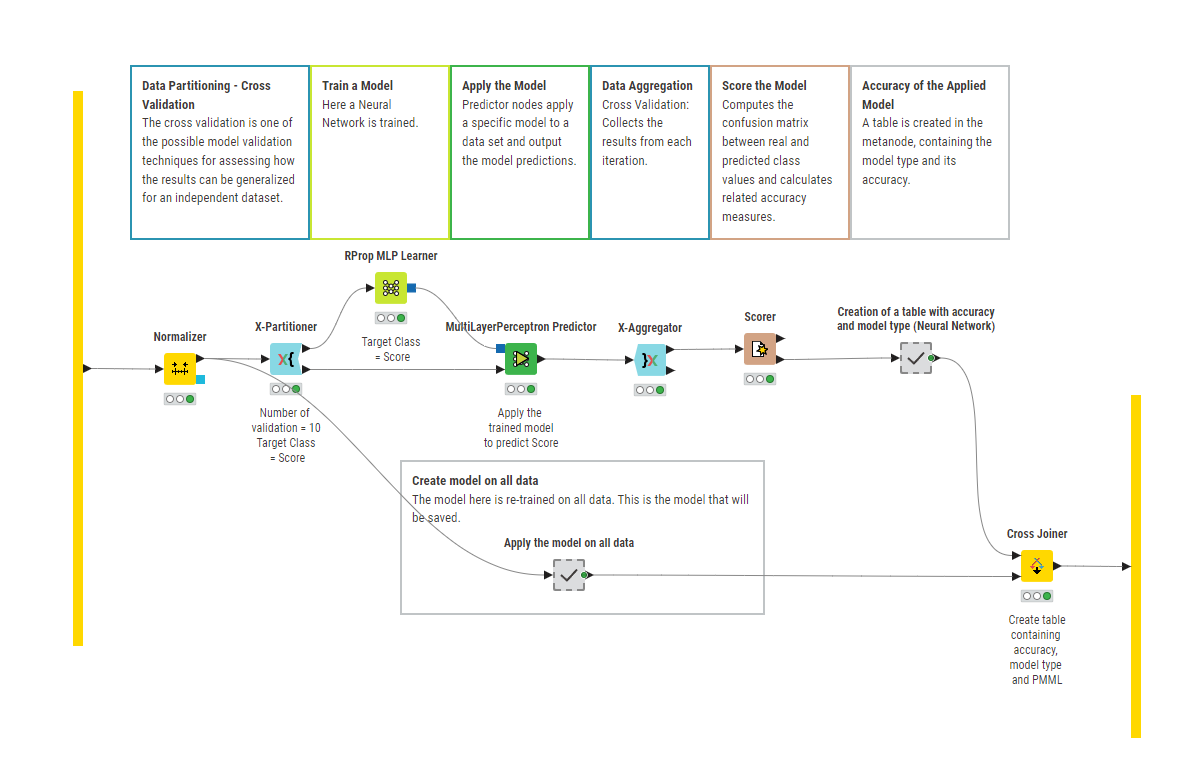 Data Partitioning - Cross
Validation
The cross validation is one of
the possible model validation
techniques for assessing how
the results can be generalized
for an independent dataset.
Train a Model
Here a Neural
Network is trained.
Apply the Model
Predictor nodes apply
a specific model to a
data set and output
the model predictions.
Data Aggregation
Cross Validation:
Collects the
results from each
iteration.
Score the Model
Computes the
confusion matrix
between real and
predicted class
values and calculates
related accuracy
measures.
Accuracy of the Applied
Model
A table is created in the
metanode, containing the
model type and its
accuracy.
RProp MLP Learner
Target Class
= Score
Normalizer
X-Partitioner
Number of
validation = 10
Target Class
= Score
MultiLayerPerceptron Predictor
Apply the
trained model
to predict Score
X-Aggregator
Scorer
Creation of a table with accuracy
and model type (Neural Network)
Create model on all data
The model here is re-trained on all data. This is the model that will
be saved.
Apply the model on all data
Cross Joiner
Create table
containing
accuracy,
model type
and PMML